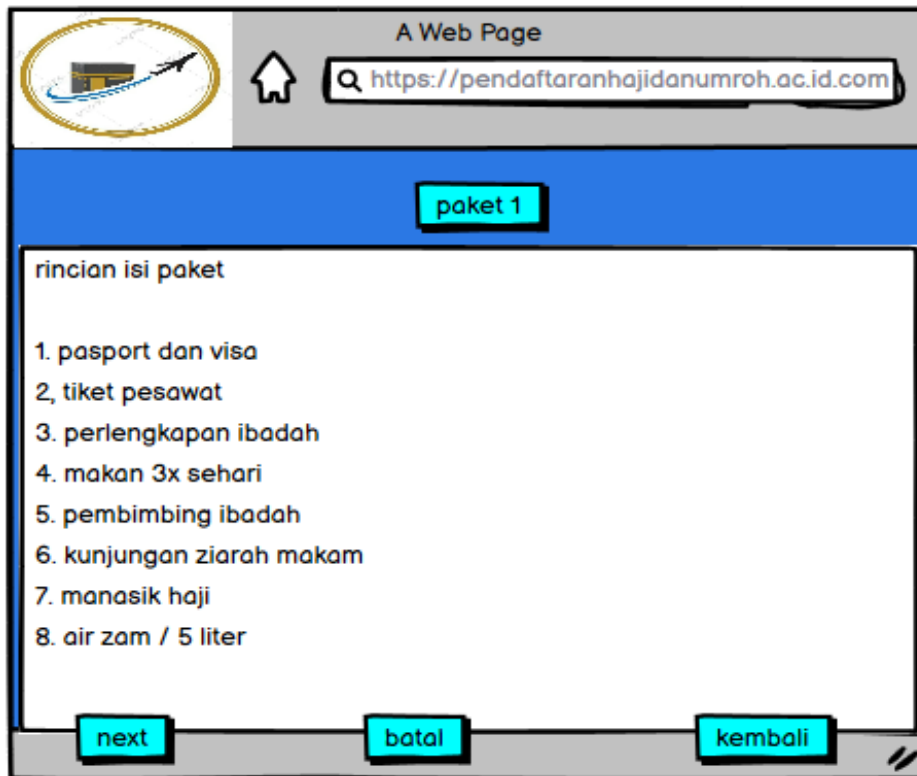 A Web Page
https://pendaftaranhajidanumroh.ac.id.com
paket 1
rincian isi paket
1. pasport dan visa
2, tiket pesawat
3. perlengkapan ibadah
4. makan 3x sehari
5. pembimbing ibadah
6. kunjungan ziarah makam
7. manasik haji
8. air zam / 5 liter
next batal kembali